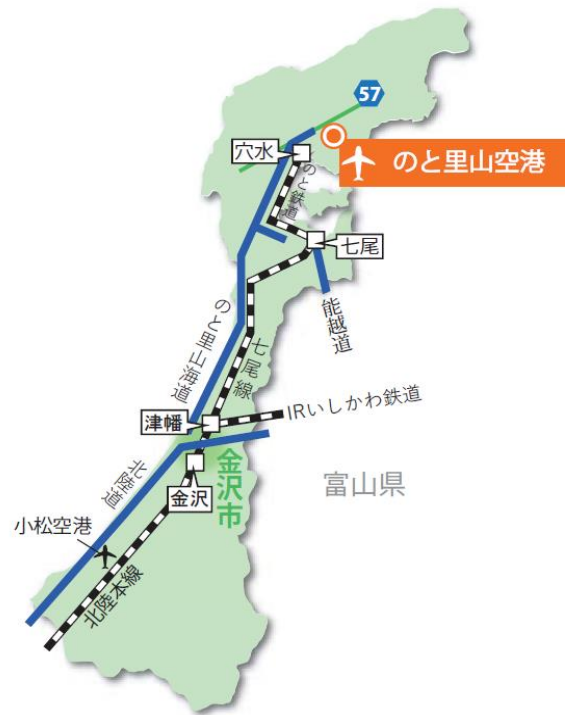 57
穴水
のと里山空港
のと鉄道
七尾
能越道
のと里山海道
七尾線
津幡
IRいしかわ鉄道
北陸道
金沢
金沢市
富山県
小松空港
北陸本線